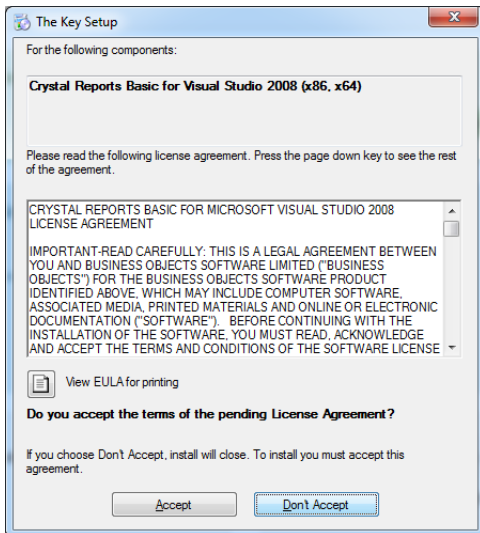 The Key Setup
For the following components:
Crystal Reports Basic for Visual Studio 2008 (x86, x64)
Please read the following license agreement. Press the page down key to see the rest
of the agreement.
CRYSTAL REPORTS BASIC FOR MICROSOFT VISUAL STUDIO 2008
LICENSE AGREEMENT
IMPORTANT-READ CAREFULLY: THIS IS A LEGAL AGREEMENT BETWEEN
YOU AND BUSINESS OBJECTS SOFTWARE LIMITED ("BUSINESS
OBJECTS") FOR THE BUSINESS OBJECTS SOFTWARE PRODUCT
IDENTIFIED ABOVE, WHICH MAY INCLUDE COMPUTER SOFTWARE,
ASSOCIATED MEDIA, PRINTED MATERIALS AND ONLINE OR ELECTRONIC
DOCUMENTATION ("SOFTWARE"). BEFORE CONTINUING WITH THE
INSTALLATION OF THE SOFTWARE, YOU MUST READ, ACKNOWLEDGE
AND ACCEPT THE TERMS AND CONDITIONS OF THE SOFTWARE LICENSE
View EULA for printing
Do you accept the terms of the pending License Agreement?
If you choose Don't Accept, install will close. To install you must accept this
agreement.
Accept
Don't Accept